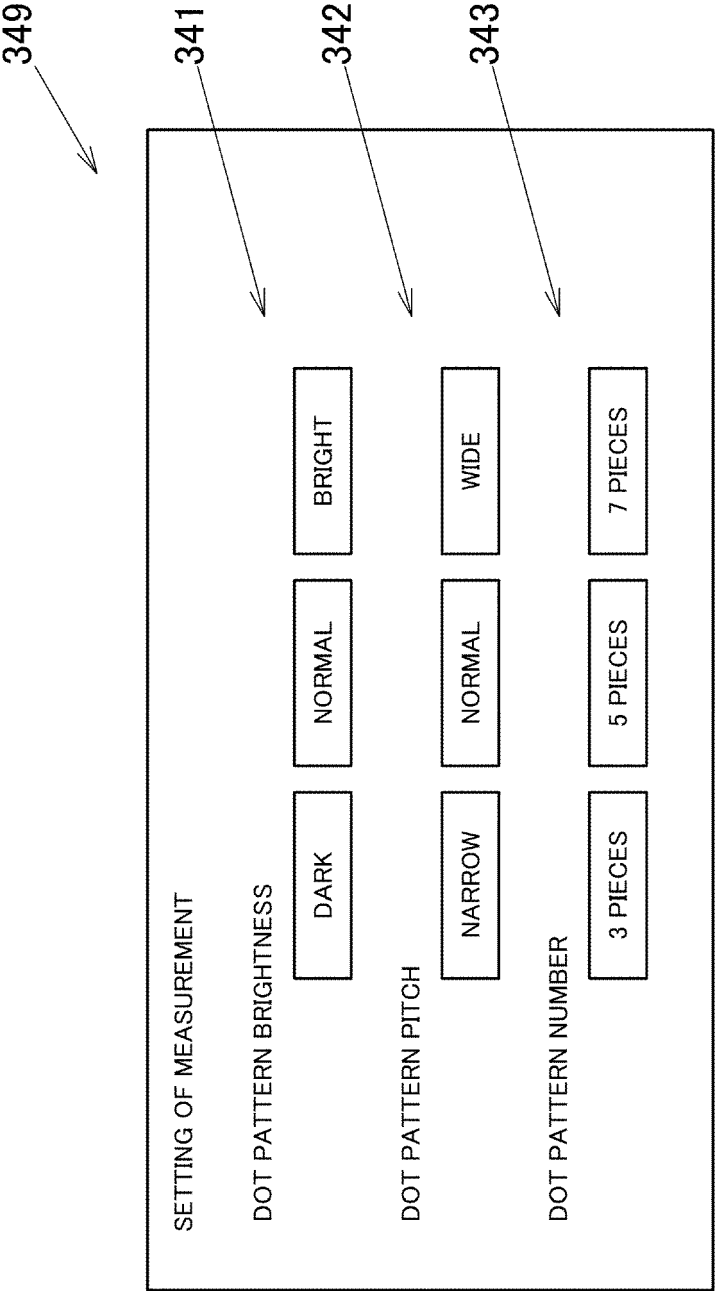 349
SETTING OF MEASUREMENT
341
DOT PATTERN BRIGHTNESS
DARK NORMAL BRIGHT
342
DOT PATTERN PITCH
NARROW NORMAL WIDE
343
DOT PATTERN NUMBER
3 PIECES 5 PIECES 7 PIECES